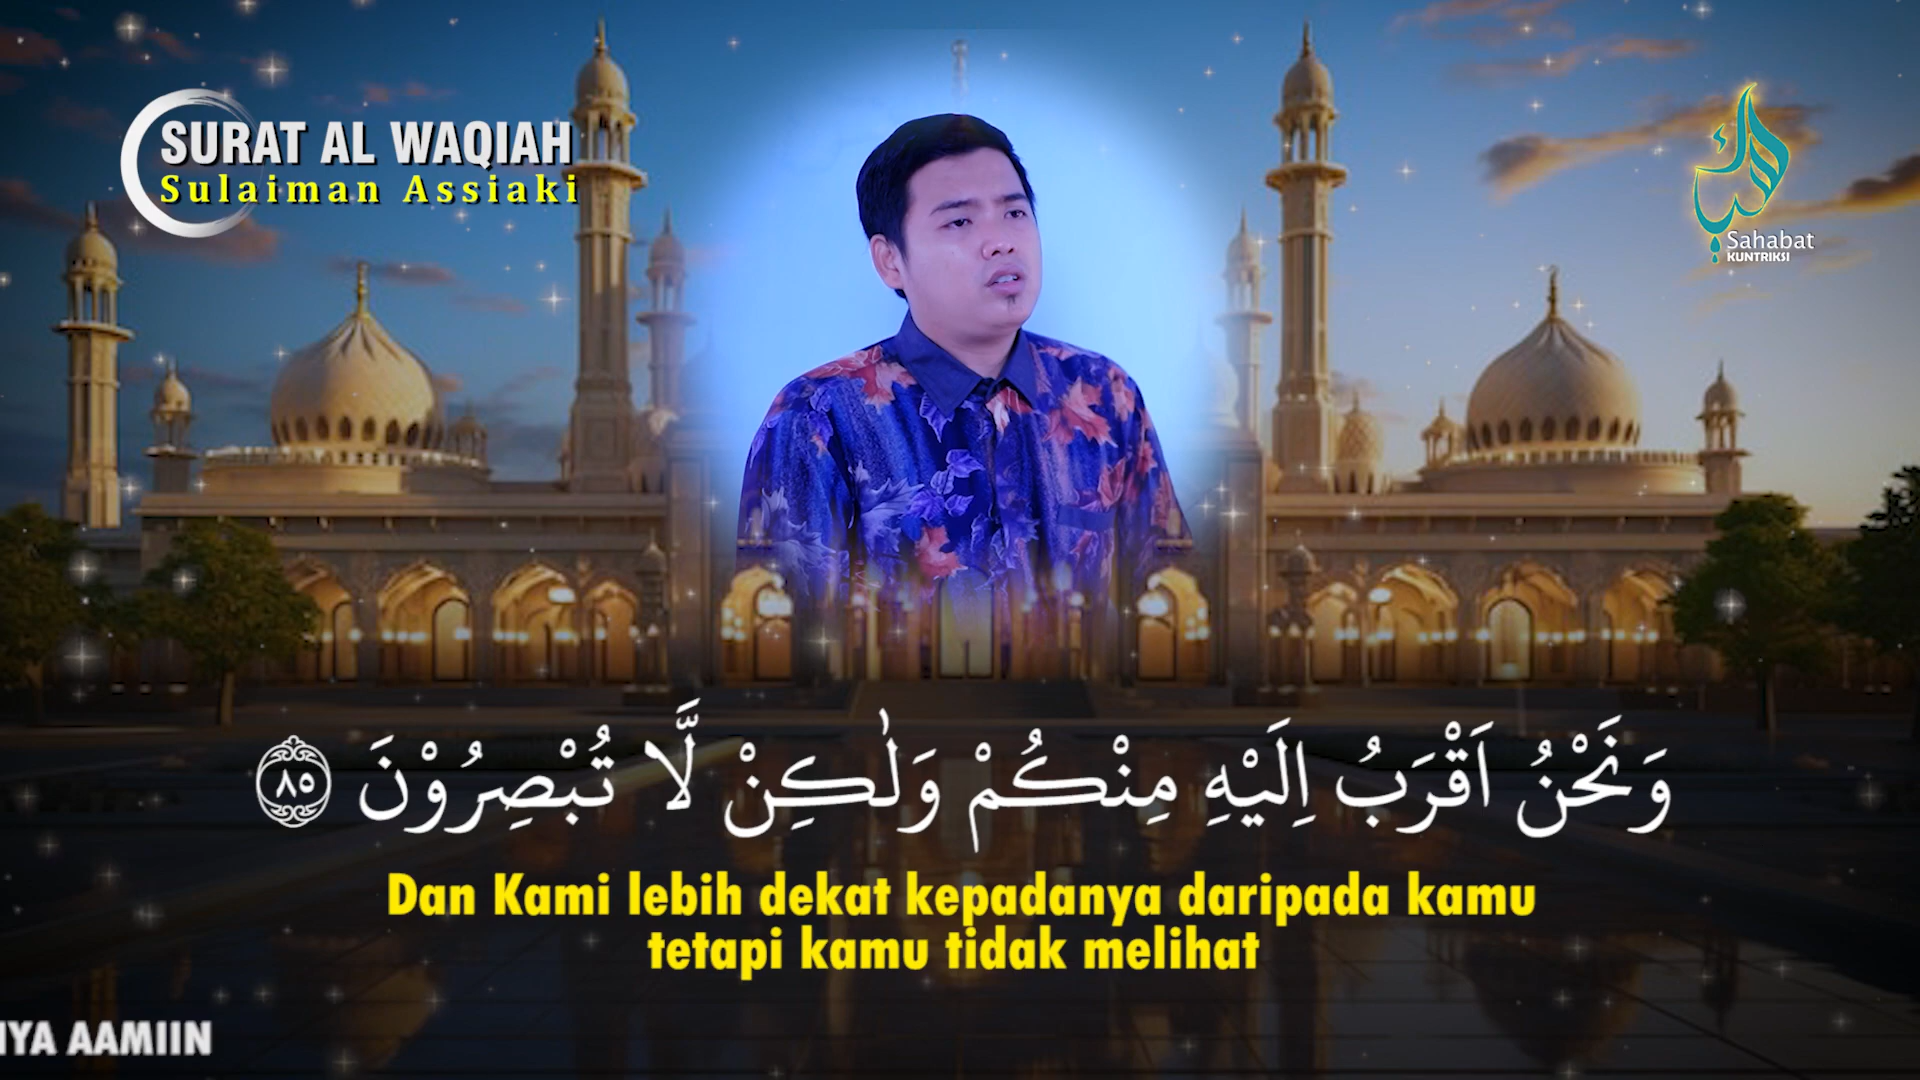 SURAT AL WAQIAH
Sulaiman Assiaki
Sahabat
KUNTRIKSI
وَنَحْنُ اَقْرَبُ اِلَيْهِ مِنْكُمْ وَلٰكِنْ لَّا تُبْصِرُوْنَ ٨٥
Dan Kami lebih dekat kepadanya daripada kamu
tetapi kamu tidak melihat
AAMIIN